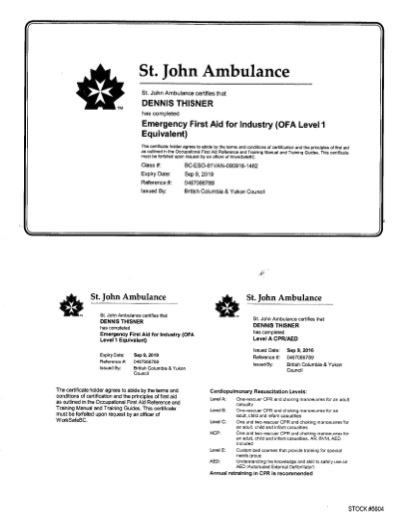 St. John Ambulance
St. John Ambulance certifies that
DENNIS THISNER
has completed
Emergency First Aid for Industry (OFA Level 1
Equivalent)
The certificate holder agrees to abide by the terms and conditions of certification and the principles of first aid
as outlined in the Occupational First Aid Reference and Training Manual and Training Guides. This certificate
must be forfeited upon request by an officer of WorkSafeBC.
Class #:
Expiry Date: Sep 9, 2019
Reference #: 0467066789
Issued By: British Columbia & Yukon Council
St. John Ambulance
St. John Ambulance certifies that
DENNIS THISNER
has completed
Emergency First Aid for Industry (OFA
Level 1 Equivalent)
Expiry Date: Sep 9, 2019
Reference #: 0467066789
Issued By: British Columbia & Yukon
Council
The certificate holder agrees to abide by the terms and
conditions of certification and the principles of first aid
as outlined in the Occupational First Aid Reference and
Training Manual and Training Guides. This certificate
must be forfeited upon request by an officer of
WorkSafeBC.
St. John Ambulance
St. John Ambulance certifies that
DENNIS THISNER
has completed
Level A CPR/AED
Issued Date: Sep 9, 2016
Reference #: 0467066789
Issued By: British Columbia & Yukon
Council
Cardiopulmonary Resuscitation Levels:
Level A: One-rescuer CPR and choking manoeuvres for an adult
casualty
Level B: One-rescuer CPR and choking manoeuvres for an
adult, child and infant casualties
Level C: One and two-rescuer CPR and choking manoeuvres for
an adult, child and infant casualties
HCP: One and two-rescuer CPR and choking manoeuvres for
an adult, child and infant casualties, AR, BVM, AED
included
Level E: Customized courses that provide training for special
needs group
AED: Understanding the knowledge and skill to safely use an
AED (Automated External Defibrillator)
Annual retraining in CPR is recommended
STOCK #6604